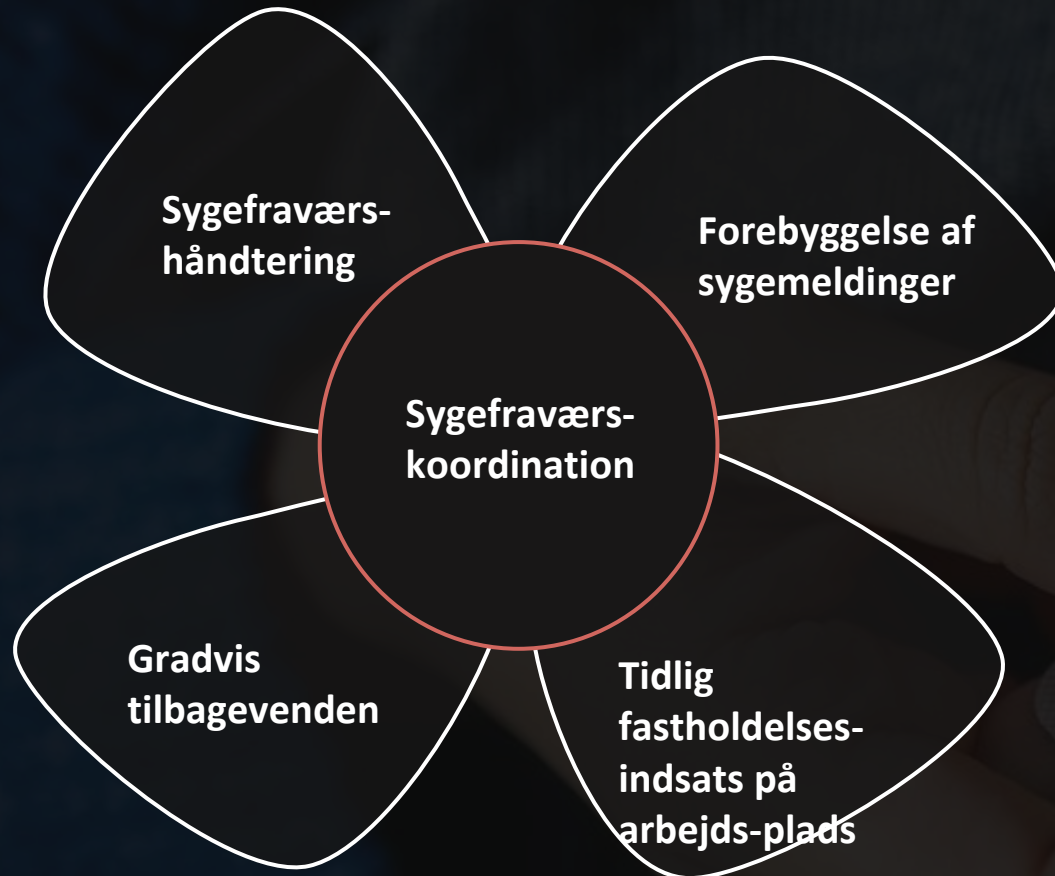 Sygefraværs-
håndtering
Forebyggelse af
sygemeldinger
Sygefraværs-
koordination
Gradvis
tilbagevenden
Tidlig
fastholdelses-
indsats på
arbejds-plads